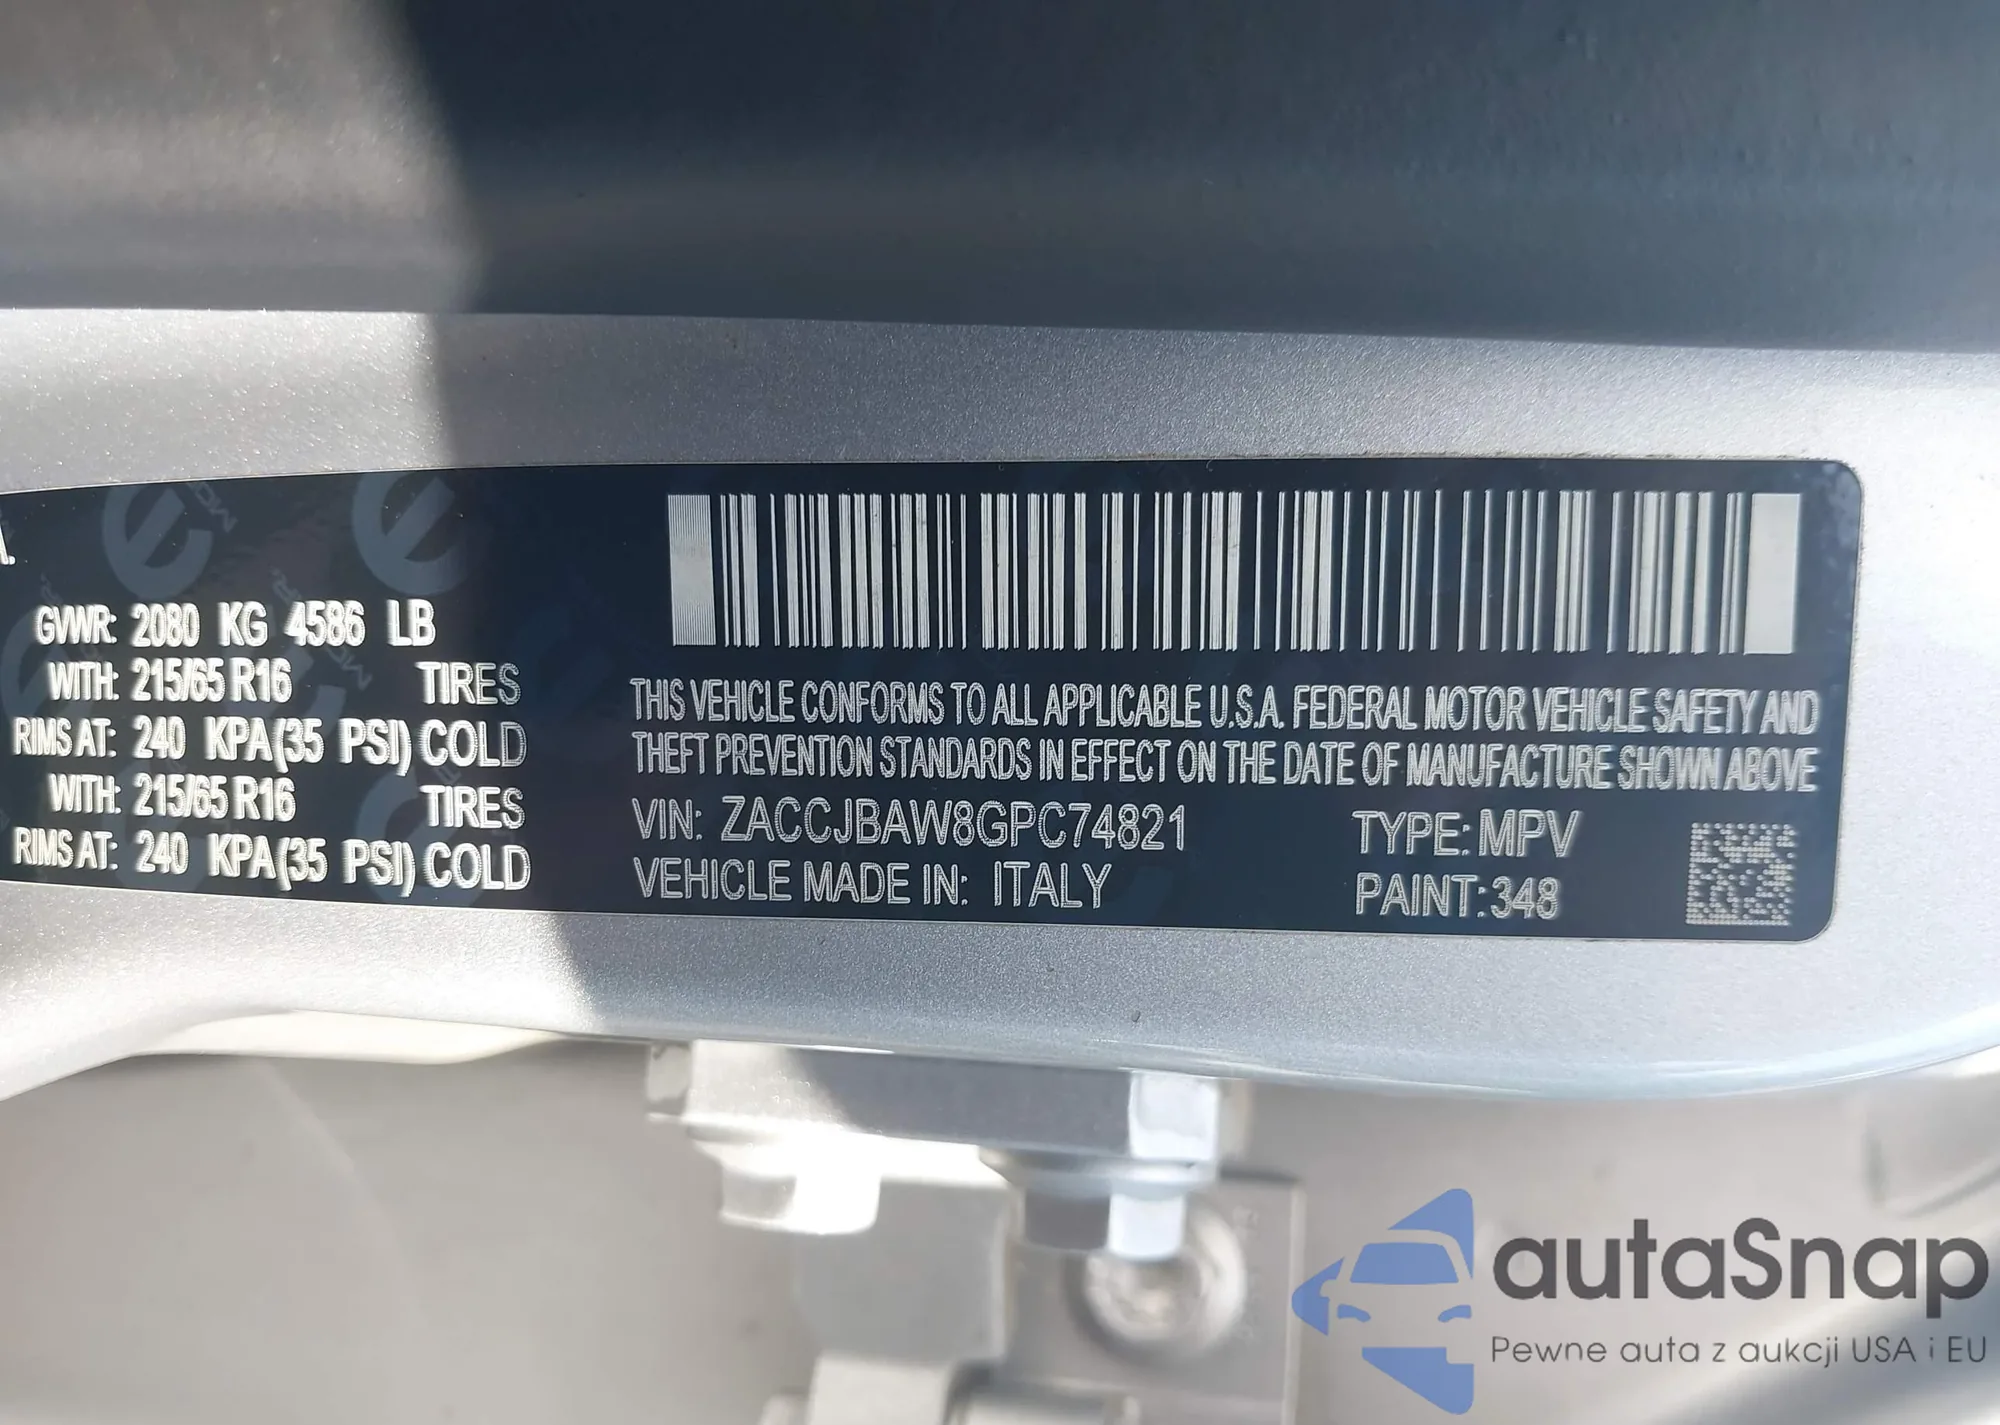 GVWR: 2080 KG 4586 LB
WITH: 215/65 R16 TIRES
RIMS AT: 240 KPA(35 PSI) COLD
WITH: 215/65 R16 TIRES
RIMS AT: 240 KPA(35 PSI) COLD
THIS VEHICLE CONFORMS TO ALL APPLICABLE U.S.A. FEDERAL MOTOR VEHICLE SAFETY AND
THEFT PREVENTION STANDARDS IN EFFECT ON THE DATE OF MANUFACTURE SHOWN ABOVE
VIN: ZACCJBAW8GPC74821 TYPE: MPV
VEHICLE MADE IN: ITALY PAINT: 348
autaSnap
Pewne auta z aukcji USA i EU